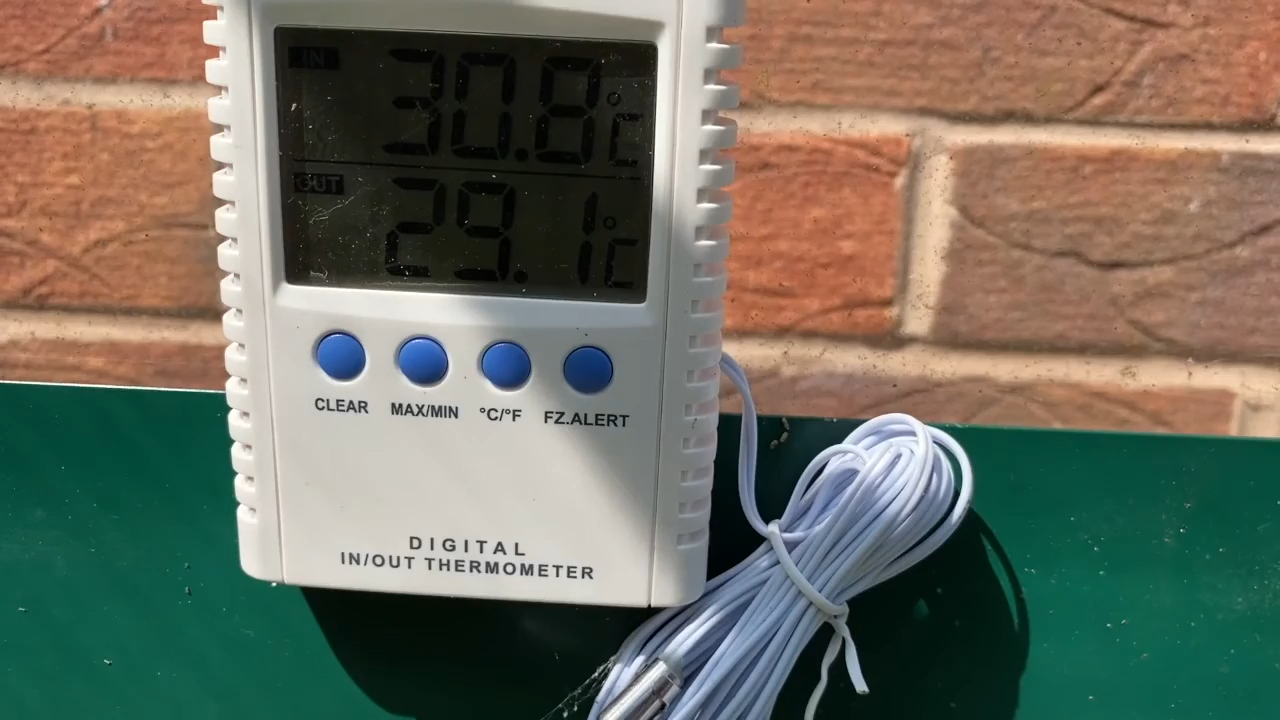 IN 30.8°C
OUT 29.1°C
CLEAR MAX/MIN °C/°F FZ.ALERT
DIGITAL
IN/OUT THERMOMETER